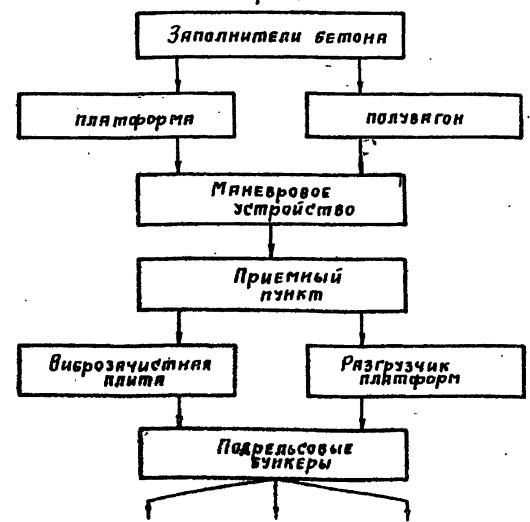 Заполнители бетона
платформа
полувагон
Маневровое
устройство
Приемный
пункт
Виброзачистная
плита
Разгрузчик
платформ
Подрельсовые
бункеры